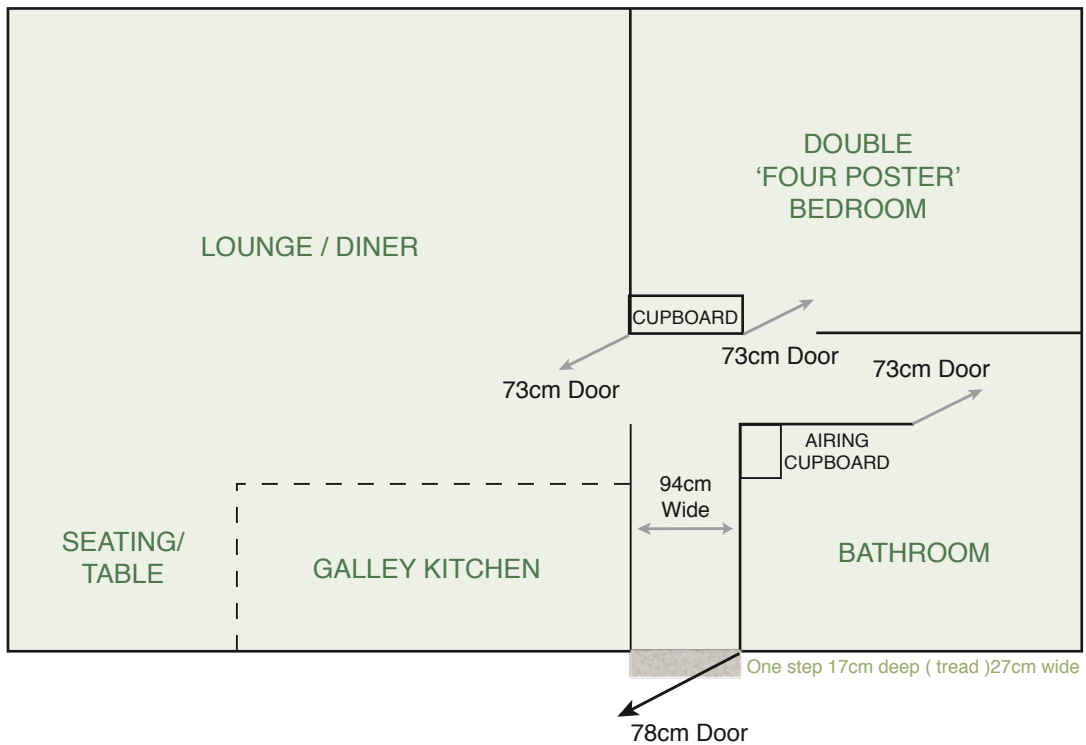 DOUBLE
‘FOUR POSTER’
BEDROOM
LOUNGE / DINER
CUPBOARD
73cm Door
73cm Door
73cm Door
AIRING
CUPBOARD
94cm
Wide
SEATING/
TABLE
GALLEY KITCHEN
BATHROOM
One step 17cm deep ( tread )27cm wide
78cm Door